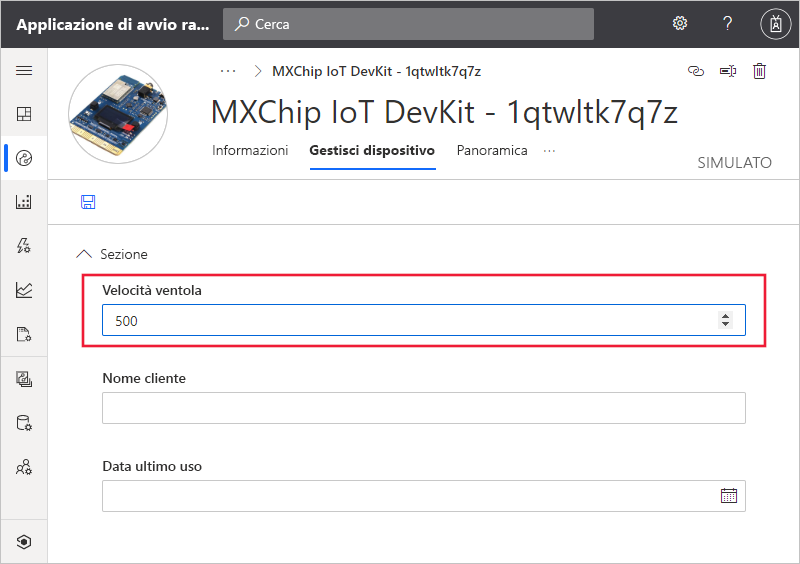 Applicazione di avvio ra...
Cerca
?
··· > MXChip IoT DevKit - 1qtwltk7q7z
MXChip IoT DevKit - 1qtwltk7q7z
Informazioni Gestisci dispositivo Panoramica ···
SIMULATO
Sezione
Velocità ventola
500
Nome cliente
Data ultimo uso